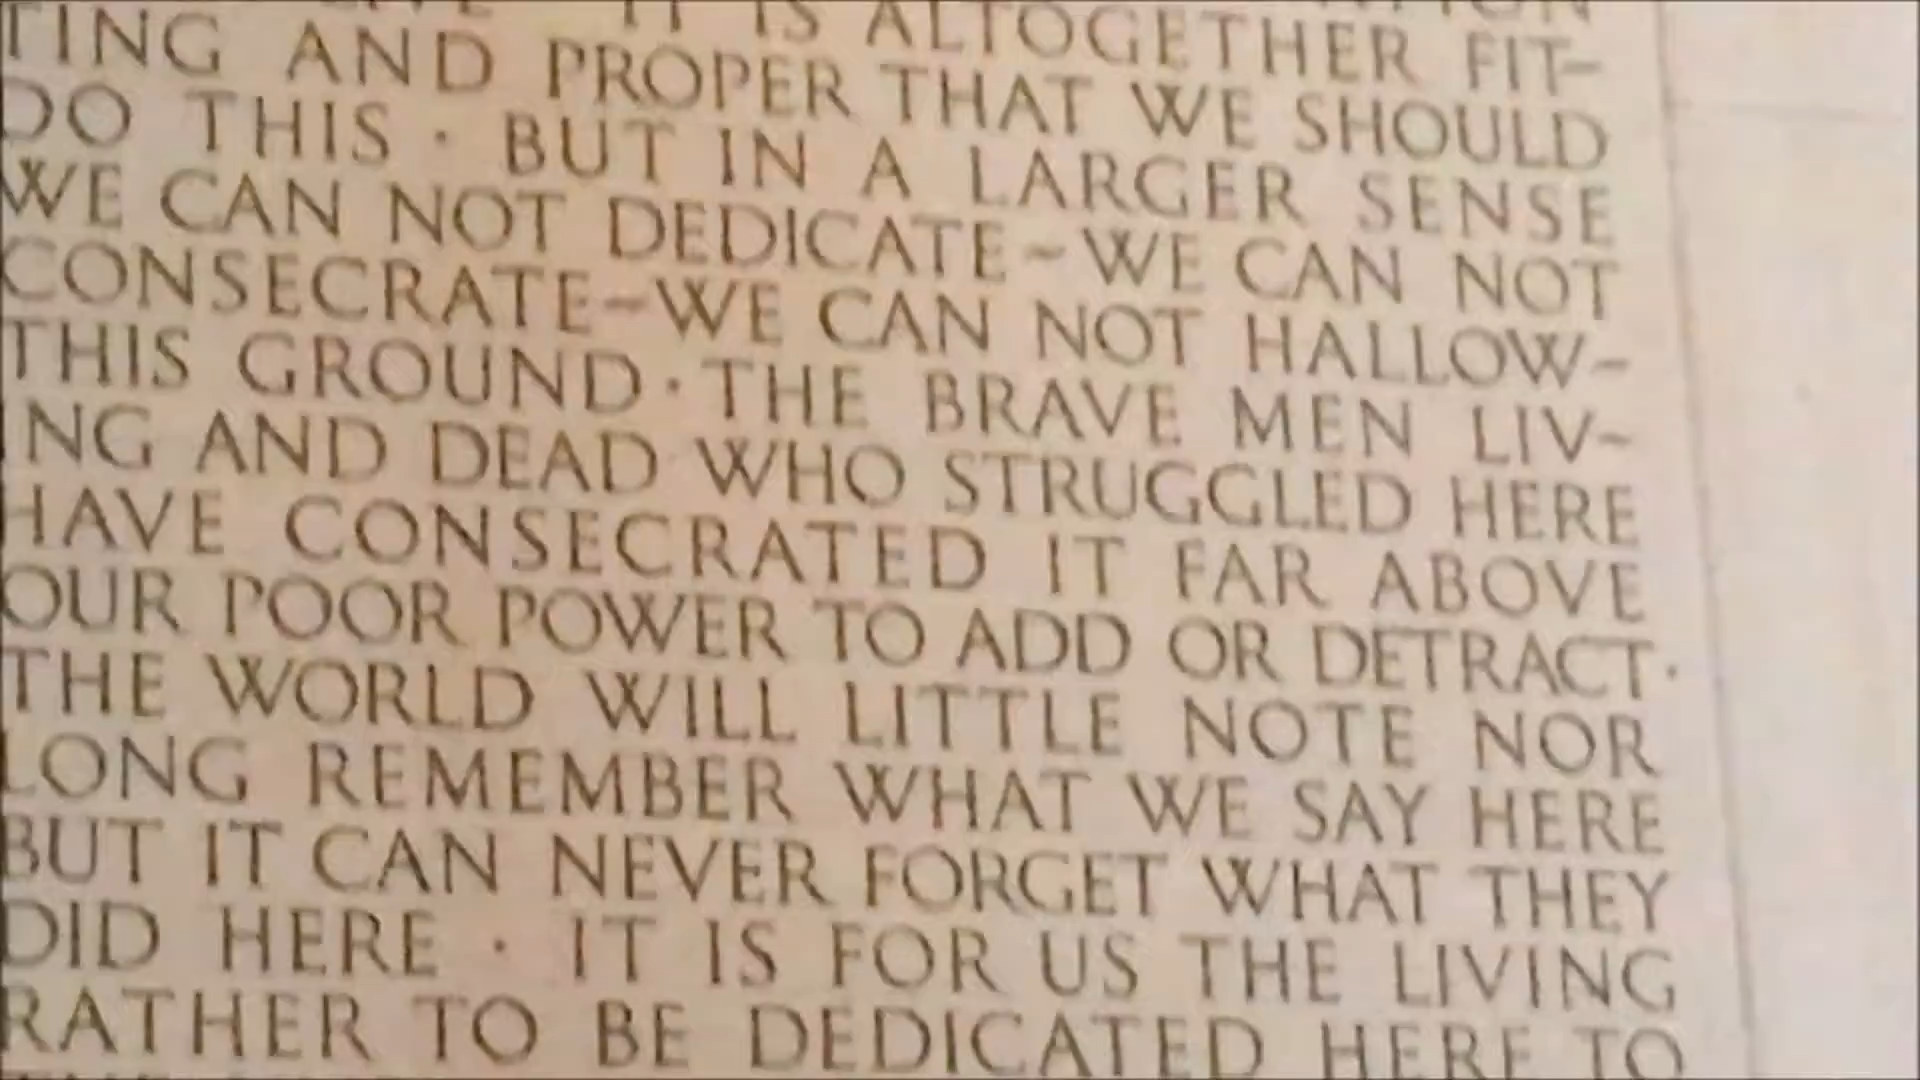 IT IS ALTOGETHER FIT-
TING AND PROPER THAT WE SHOULD
DO THIS · BUT IN A LARGER SENSE
WE CAN NOT DEDICATE~WE CAN NOT
CONSECRATE~WE CAN NOT HALLOW~
THIS GROUND · THE BRAVE MEN LIV~
ING AND DEAD WHO STRUGGLED HERE
HAVE CONSECRATED IT FAR ABOVE
OUR POOR POWER TO ADD OR DETRACT·
THE WORLD WILL LITTLE NOTE NOR
LONG REMEMBER WHAT WE SAY HERE
BUT IT CAN NEVER FORGET WHAT THEY
DID HERE · IT IS FOR US THE LIVING
RATHER TO BE DEDICATED HERE TO